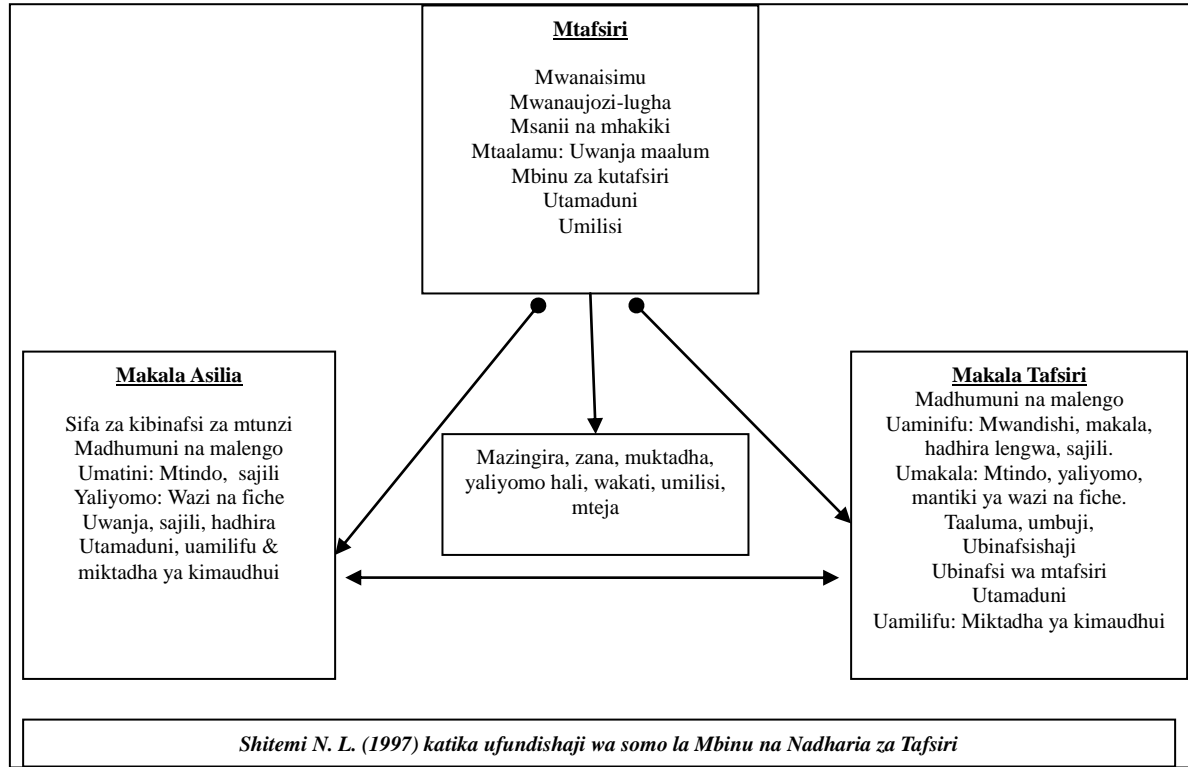 Mtafsiri
Mwanaisimu
Mwanaujozi-lugha
Msanii na mhakiki
Mtaalamu: Uwanja maalum
Mbinu za kutafsiri
Utamaduni
Umilisi
Makala Asilia
Sifa za kibinafsi za mtunzi
Madhumuni na malengo
Umatini: Mtindo, sajili
Yaliyomo: Wazi na fiche
Uwanja, sajili, hadhira
Utamaduni, uamilifu &
miktadha ya kimaudhui
Mazingira, zana, muktadha,
yaliyomo hali, wakati, umilisi,
mteja
Makala Tafsiri
Madhumuni na malengo
Uaminifu: Mwandishi, makala,
hadhira lengwa, sajili.
Umakala: Mtindo, yaliyomo,
mantiki ya wazi na fiche.
Taaluma, umbuji,
Ubinafsishaji
Ubinafsi wa mtafsiri
Utamaduni
Uamilifu: Miktadha ya kimaudhui
Shitemi N. L. (1997) katika ufundishaji wa somo la Mbinu na Nadharia za Tafsiri